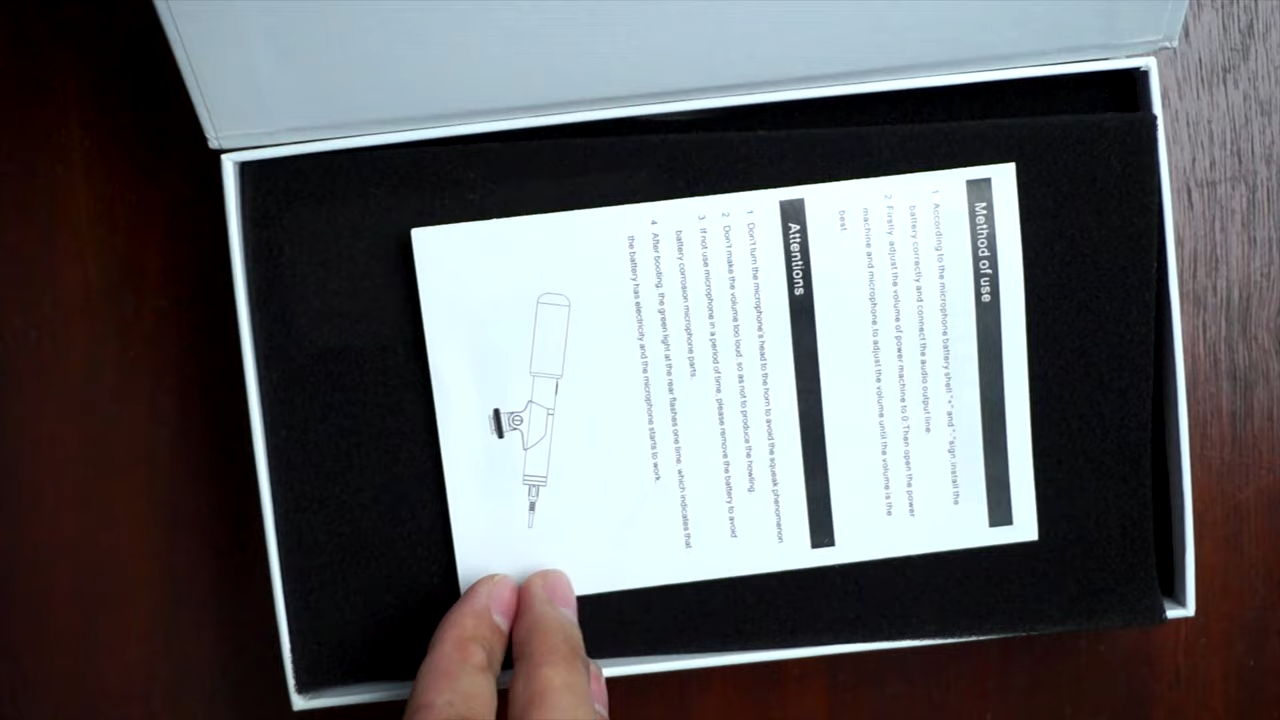 Method of use
1 According to the microphone battery shell "+" and "-"sign,install the
battery correctly and connect the audio output line;
2 Firstly adjust the volume of power machine to 0;Then open the power
machine and microphone,to adjust the volume until the volume is the
best
Attentions
1 Don't turn the microphone's head to the horn to avoid the squeak phenomenon
2 Don't make the volume too loud, so as not to produce the howling.
3 If not use microphone in a period of time, please remove the battery to avoid
battery corrosion microphone parts.
4 After booting, the green light at the rear flashes one time, which indicates that
the battery has electricity and the microphone starts to work.